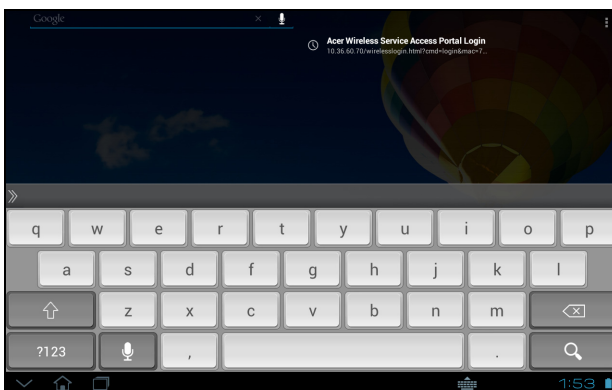 Google
Acer Wireless Service Access Portal Login
10.36.60.70/wirelesslogin.html?cmd=login&mac=7...
q w e r t y u i o p
a s d f g h j k l
z x c v b n m
?123 , .
1:53